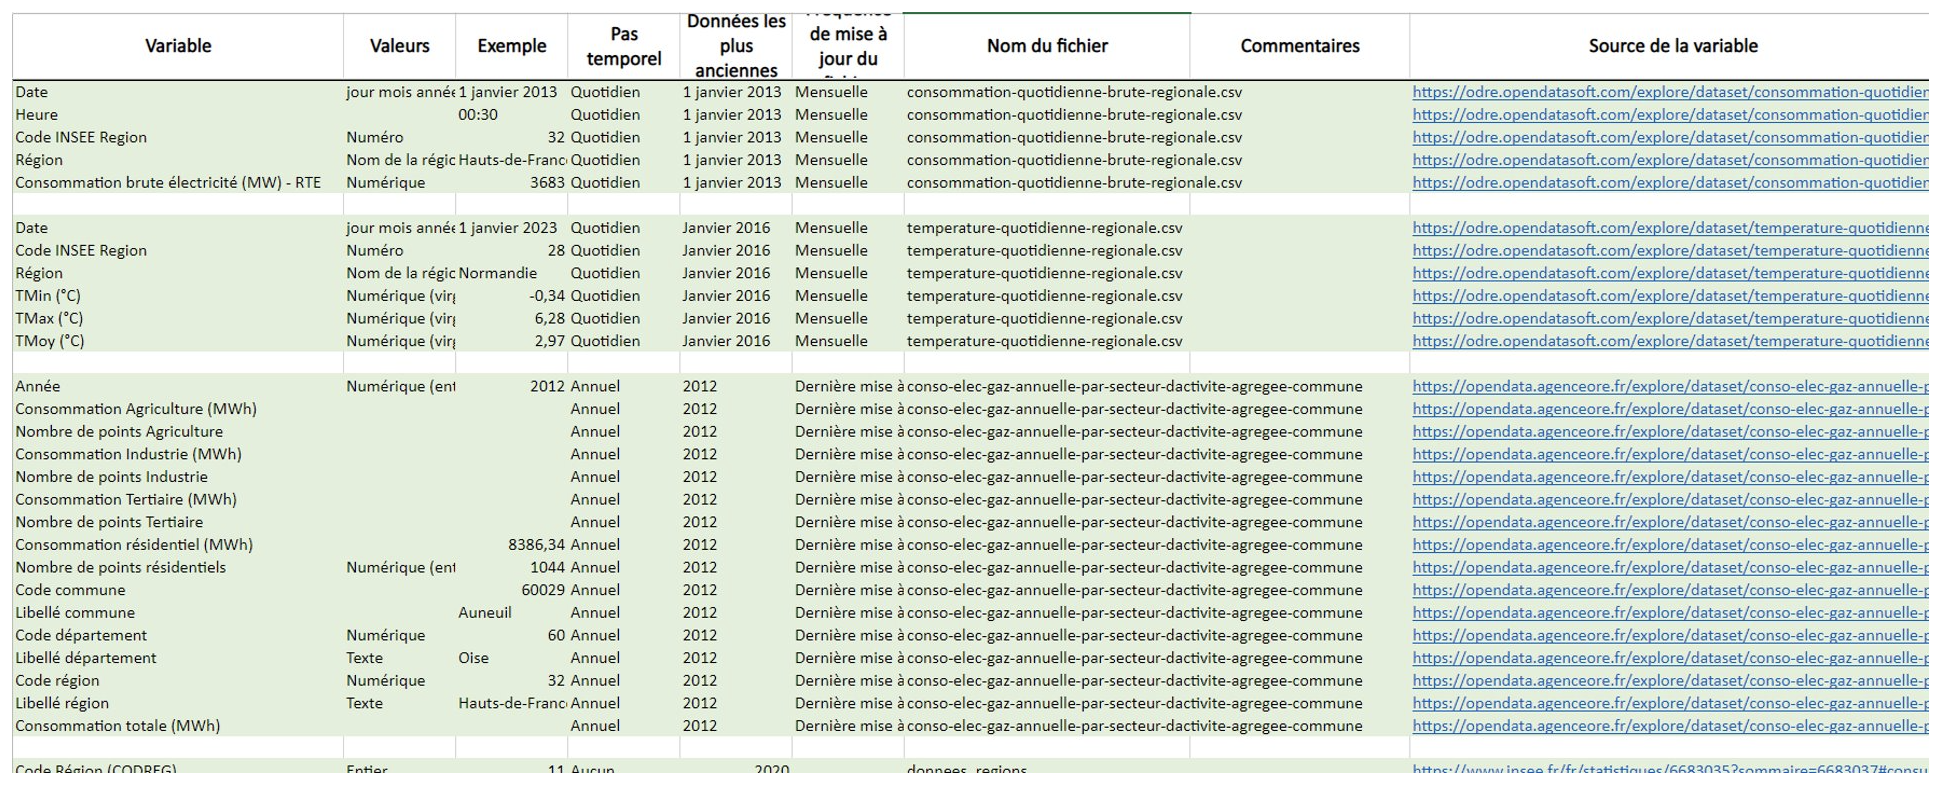 Variable Valeurs Exemple Pas temporel Données les plus anciennes de mise à jour du Nom du fichier Commentaires Source de la variable
Date jour mois année 1 janvier 2013 Quotidien 1 janvier 2013 Mensuelle consommation-quotidienne-brute-regionale.csv https://odre.opendatasoft.com/explore/dataset/consommation-quotidien
Heure 00:30 Quotidien 1 janvier 2013 Mensuelle consommation-quotidienne-brute-regionale.csv https://odre.opendatasoft.com/explore/dataset/consommation-quotidien
Code INSEE Region Numéro 32 Quotidien 1 janvier 2013 Mensuelle consommation-quotidienne-brute-regionale.csv https://odre.opendatasoft.com/explore/dataset/consommation-quotidien
Région Nom de la régic Hauts-de-Franc Quotidien 1 janvier 2013 Mensuelle consommation-quotidienne-brute-regionale.csv https://odre.opendatasoft.com/explore/dataset/consommation-quotidien
Consommation brute électricité (MW) - RTE Numérique 3683 Quotidien 1 janvier 2013 Mensuelle consommation-quotidienne-brute-regionale.csv https://odre.opendatasoft.com/explore/dataset/consommation-quotidien
Date jour mois année 1 janvier 2023 Quotidien Janvier 2016 Mensuelle temperature-quotidienne-regionale.csv https://odre.opendatasoft.com/explore/dataset/temperature-quotidienne
Code INSEE Region Numéro 28 Quotidien Janvier 2016 Mensuelle temperature-quotidienne-regionale.csv https://odre.opendatasoft.com/explore/dataset/temperature-quotidienne
Région Nom de la régic Normandie Quotidien Janvier 2016 Mensuelle temperature-quotidienne-regionale.csv https://odre.opendatasoft.com/explore/dataset/temperature-quotidienne
TMin (°C) Numérique (virg -0,34 Quotidien Janvier 2016 Mensuelle temperature-quotidienne-regionale.csv https://odre.opendatasoft.com/explore/dataset/temperature-quotidienne
TMax (°C) Numérique (virg 6,28 Quotidien Janvier 2016 Mensuelle temperature-quotidienne-regionale.csv https://odre.opendatasoft.com/explore/dataset/temperature-quotidienne
TMoy (°C) Numérique (virg 2,97 Quotidien Janvier 2016 Mensuelle temperature-quotidienne-regionale.csv https://odre.opendatasoft.com/explore/dataset/temperature-quotidienne
Année Numérique (ent 2012 Annuel 2012 Dernière mise à conso-elec-gaz-annuelle-par-secteur-dactivite-agregee-commune https://opendata.agenceore.fr/explore/dataset/conso-elec-gaz-annuelle-p
Consommation Agriculture (MWh) Annuel 2012 Dernière mise à conso-elec-gaz-annuelle-par-secteur-dactivite-agregee-commune https://opendata.agenceore.fr/explore/dataset/conso-elec-gaz-annuelle-p
Nombre de points Agriculture Annuel 2012 Dernière mise à conso-elec-gaz-annuelle-par-secteur-dactivite-agregee-commune https://opendata.agenceore.fr/explore/dataset/conso-elec-gaz-annuelle-p
Consommation Industrie (MWh) Annuel 2012 Dernière mise à conso-elec-gaz-annuelle-par-secteur-dactivite-agregee-commune https://opendata.agenceore.fr/explore/dataset/conso-elec-gaz-annuelle-p
Nombre de points Industrie Annuel 2012 Dernière mise à conso-elec-gaz-annuelle-par-secteur-dactivite-agregee-commune https://opendata.agenceore.fr/explore/dataset/conso-elec-gaz-annuelle-p
Consommation Tertiaire (MWh) Annuel 2012 Dernière mise à conso-elec-gaz-annuelle-par-secteur-dactivite-agregee-commune https://opendata.agenceore.fr/explore/dataset/conso-elec-gaz-annuelle-p
Nombre de points Tertiaire Annuel 2012 Dernière mise à conso-elec-gaz-annuelle-par-secteur-dactivite-agregee-commune https://opendata.agenceore.fr/explore/dataset/conso-elec-gaz-annuelle-p
Consommation résidentiel (MWh) 8386,34 Annuel 2012 Dernière mise à conso-elec-gaz-annuelle-par-secteur-dactivite-agregee-commune https://opendata.agenceore.fr/explore/dataset/conso-elec-gaz-annuelle-p
Nombre de points résidentiels Numérique (ent 1044 Annuel 2012 Dernière mise à conso-elec-gaz-annuelle-par-secteur-dactivite-agregee-commune https://opendata.agenceore.fr/explore/dataset/conso-elec-gaz-annuelle-p
Code commune 60029 Annuel 2012 Dernière mise à conso-elec-gaz-annuelle-par-secteur-dactivite-agregee-commune https://opendata.agenceore.fr/explore/dataset/conso-elec-gaz-annuelle-p
Libellé commune Auneuil Annuel 2012 Dernière mise à conso-elec-gaz-annuelle-par-secteur-dactivite-agregee-commune https://opendata.agenceore.fr/explore/dataset/conso-elec-gaz-annuelle-p
Code département Numérique 60 Annuel 2012 Dernière mise à conso-elec-gaz-annuelle-par-secteur-dactivite-agregee-commune https://opendata.agenceore.fr/explore/dataset/conso-elec-gaz-annuelle-p
Libellé département Texte Oise Annuel 2012 Dernière mise à conso-elec-gaz-annuelle-par-secteur-dactivite-agregee-commune https://opendata.agenceore.fr/explore/dataset/conso-elec-gaz-annuelle-p
Code région Numérique 32 Annuel 2012 Dernière mise à conso-elec-gaz-annuelle-par-secteur-dactivite-agregee-commune https://opendata.agenceore.fr/explore/dataset/conso-elec-gaz-annuelle-p
Libellé région Texte Hauts-de-Franc Annuel 2012 Dernière mise à conso-elec-gaz-annuelle-par-secteur-dactivite-agregee-commune https://opendata.agenceore.fr/explore/dataset/conso-elec-gaz-annuelle-p
Consommation totale (MWh) Annuel 2012 Dernière mise à conso-elec-gaz-annuelle-par-secteur-dactivite-agregee-commune https://opendata.agenceore.fr/explore/dataset/conso-elec-gaz-annuelle-p
Code Région (CODREG) Entier 11 Aucun 2020 donnees_regions https://www.insee.fr/fr/statistiques/6683035?sommaire=6683037#consu